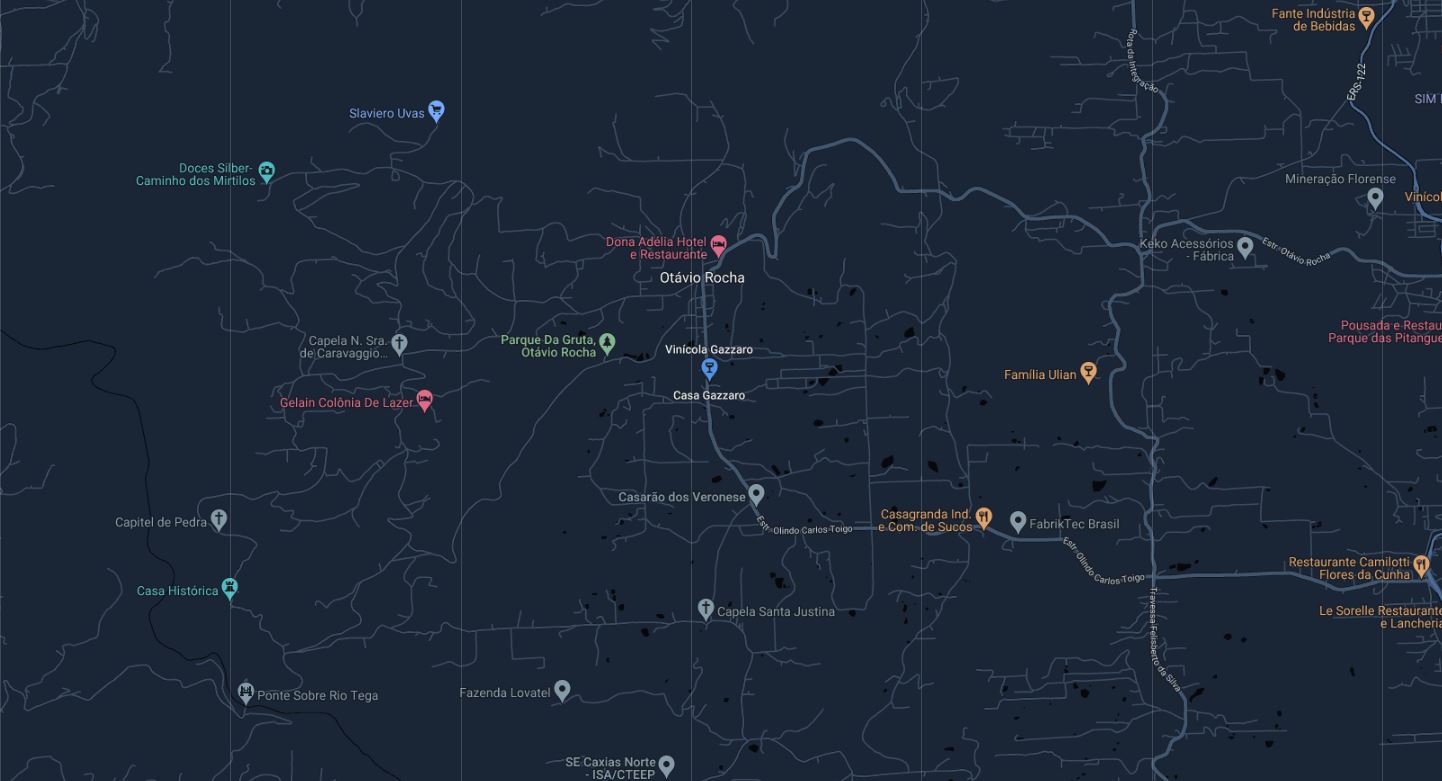 Fante Indústria
de Bebidas
Rota da Integração
ERS-122
SIM
Slaviero Uvas
Doces Silber-
Caminho dos Mirtilos
Mineração Florense
Vinícol
Dona Adélia Hotel
e Restaurante
Keko Acessórios
- Fábrica
Estr. Otávio Rocha
Otávio Rocha
Pousada e Restau
Parque das Pitangue
Capela N. Sra.
de Caravaggio...
Parque Da Gruta,
Otávio Rocha
Vinícola Gazzaro
Família Ulian
Casa Gazzaro
Gelain Colônia De Lazer
Casarão dos Veronese
Capitel de Pedra
Estr. Olindo Carlos Toigo
Casagranda Ind.
e Com. de Sucos
FabrikTec Brasil
Estr. Olindo Carlos Toigo
Restaurante Camilotti
Flores da Cunha
Casa Histórica
Capela Santa Justina
Le Sorelle Restaurante
e Lancheria
Travessa Felisberto da Silva
Ponte Sobre Rio Tega
Fazenda Lovatel
SE Caxias Norte
- ISA/CTEEP